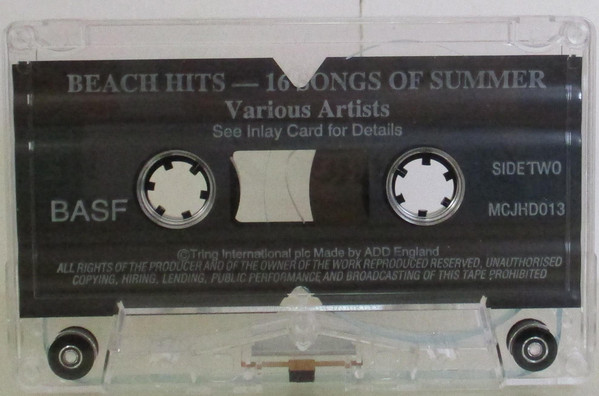 BEACH HITS — 16 SONGS OF SUMMER
Various Artists
See Inlay Card for Details
SIDE TWO
BASF
MCJHD013
©Tring International plc Made by ADD England
ALL RIGHTS OF THE PRODUCER AND OF THE OWNER OF THE WORK REPRODUCED RESERVED, UNAUTHORISED
COPYING, HIRING, LENDING, PUBLIC PERFORMANCE AND BROADCASTING OF THIS TAPE PROHIBITED